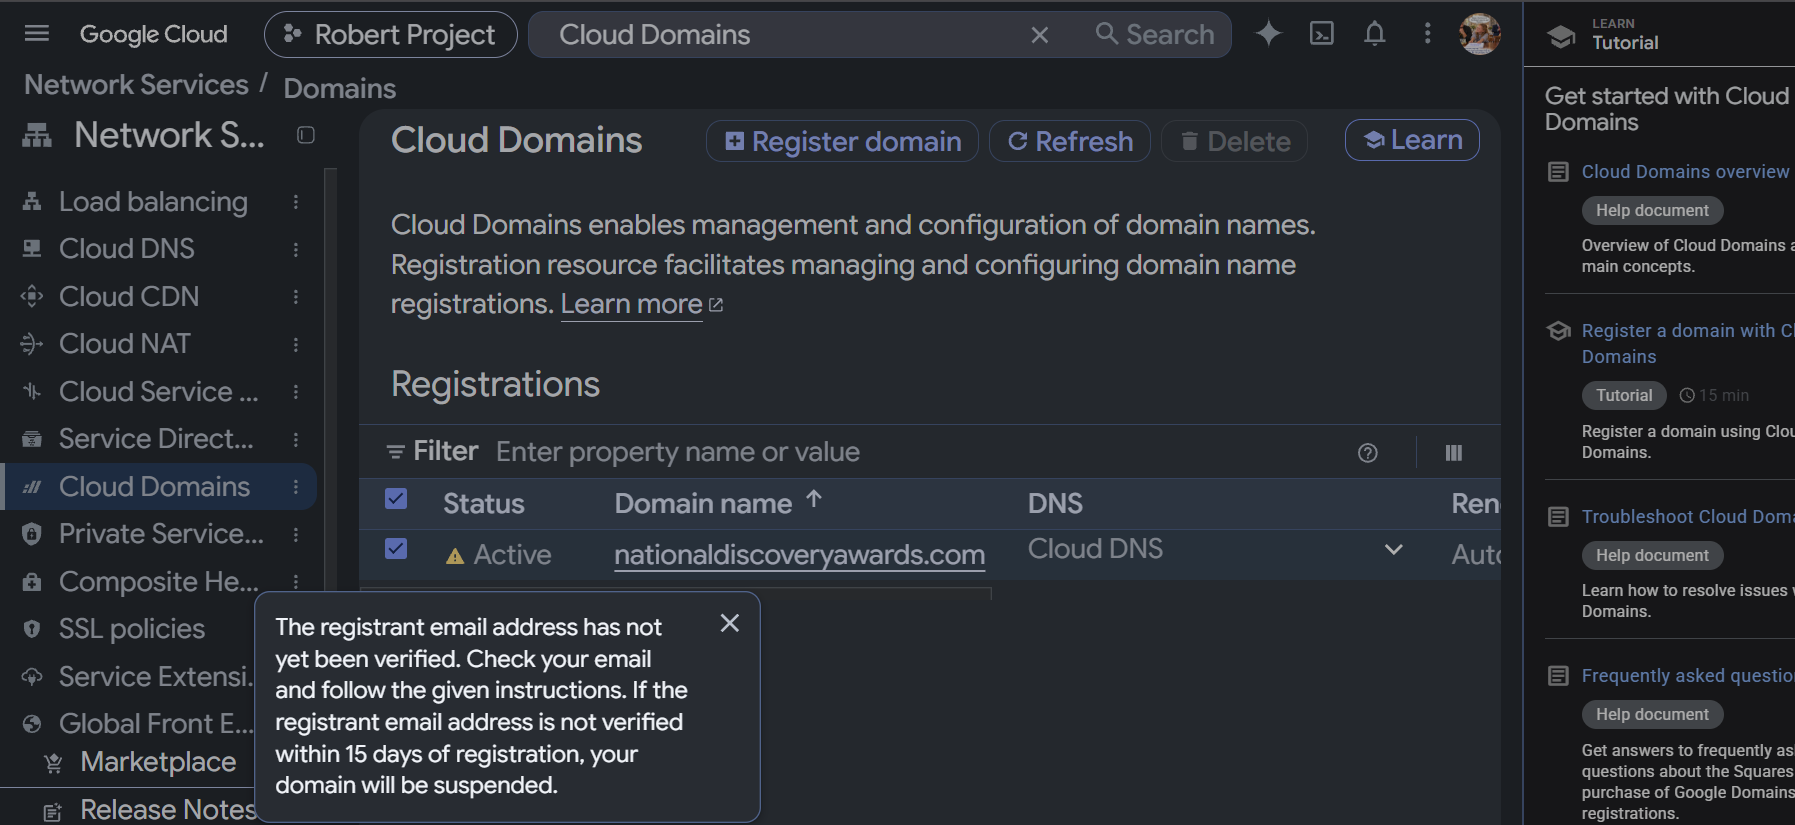 Google Cloud
Robert Project
Cloud Domains
Search
LEARN
Tutorial
Network Services / Domains
Network S...
Load balancing
Cloud DNS
Cloud CDN
Cloud NAT
Cloud Service ...
Service Direct...
Cloud Domains
Private Service...
Composite He...
SSL policies
Service Extensi.
Global Front E...
Marketplace
Release Notes
Cloud Domains
Register domain
Refresh
Delete
Learn
Cloud Domains enables management and configuration of domain names.
Registration resource facilitates managing and configuring domain name
registrations. Learn more
Registrations
Filter Enter property name or value
Status Domain name DNS Ren
Active nationaldiscoveryawards.com Cloud DNS Auto
The registrant email address has not
yet been verified. Check your email
and follow the given instructions. If the
registrant email address is not verified
within 15 days of registration, your
domain will be suspended.
Get started with Cloud
Domains
Cloud Domains overview
Help document
Overview of Cloud Domains a
main concepts.
Register a domain with Cl
Domains
Tutorial 15 min
Register a domain using Clou
Domains.
Troubleshoot Cloud Doma
Help document
Learn how to resolve issues
Domains.
Frequently asked question
Help document
Get answers to frequently as
questions about the Squares
purchase of Google Domains
registrations.